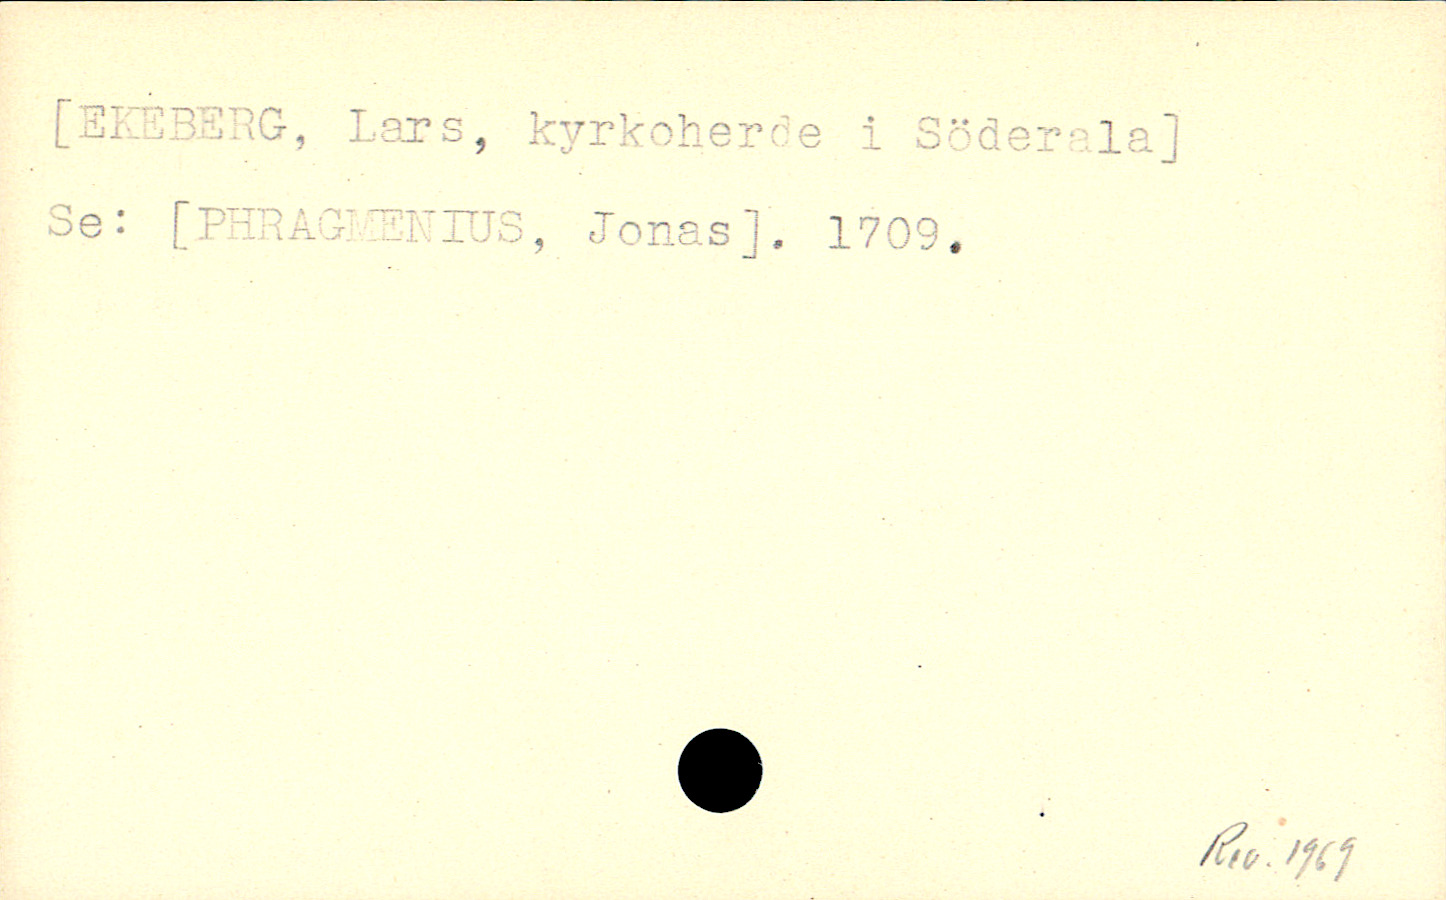 [EKEBERG, Lars, kyrkoherde i Söderala]
Se: [PHRAGMENIUS, Jonas]. 1709.
Rev. 1969